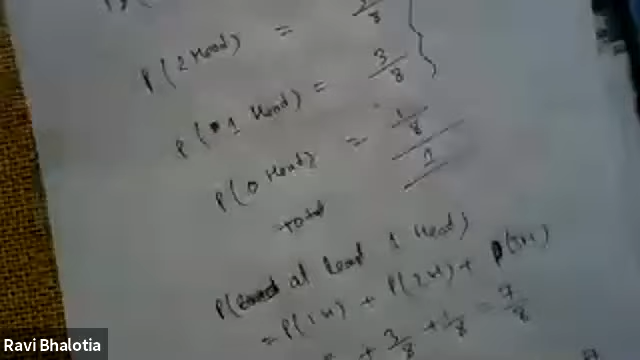 P(2 Head) = 3/8
P(1 Head) = 3/8
P(0 Head) = 1/8
total 1
P(at least 1 Head)
= P(1H) + P(2H) + P(3H)
= + 3/8 + 1/8 = 7/8
Ravi Bhalotia